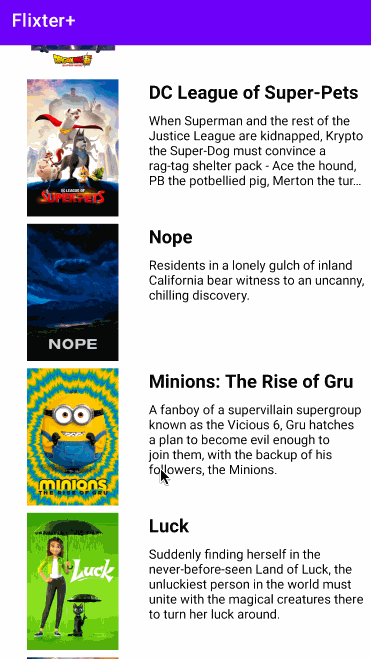 Flixter+
DRAGONBALL
DC League of Super-Pets
When Superman and the rest of the
Justice League are kidnapped, Krypto
the Super-Dog must convince a
rag-tag shelter pack - Ace the hound,
PB the potbellied pig, Merton the tur…
DC LEAGUE OF
SUPER-PETS
Nope
Residents in a lonely gulch of inland
California bear witness to an uncanny,
chilling discovery.
NOPE
Minions: The Rise of Gru
A fanboy of a supervillain supergroup
known as the Vicious 6, Gru hatches
a plan to become evil enough to
join them, with the backup of his
followers, the Minions.
minions
THE RISE OF GRU
Luck
Suddenly finding herself in the
never-before-seen Land of Luck, the
unluckiest person in the world must
unite with the magical creatures there
to turn her luck around.
Luck